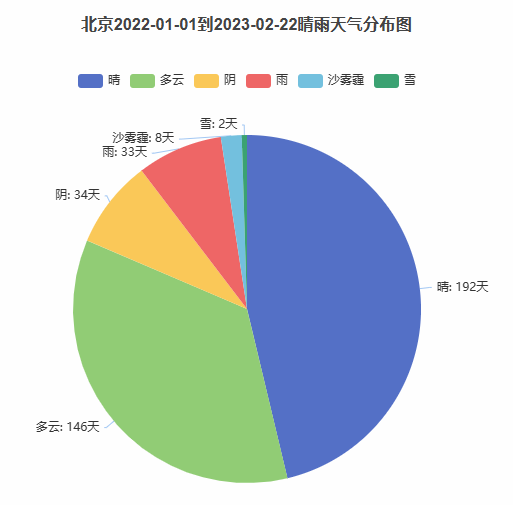 北京2022-01-01到2023-02-22晴雨天气分布图
晴 多云 阴 雨 沙雾霾 雪
雪: 2天
沙雾霾: 8天
雨: 33天
阴: 34天
晴: 192天
多云: 146天